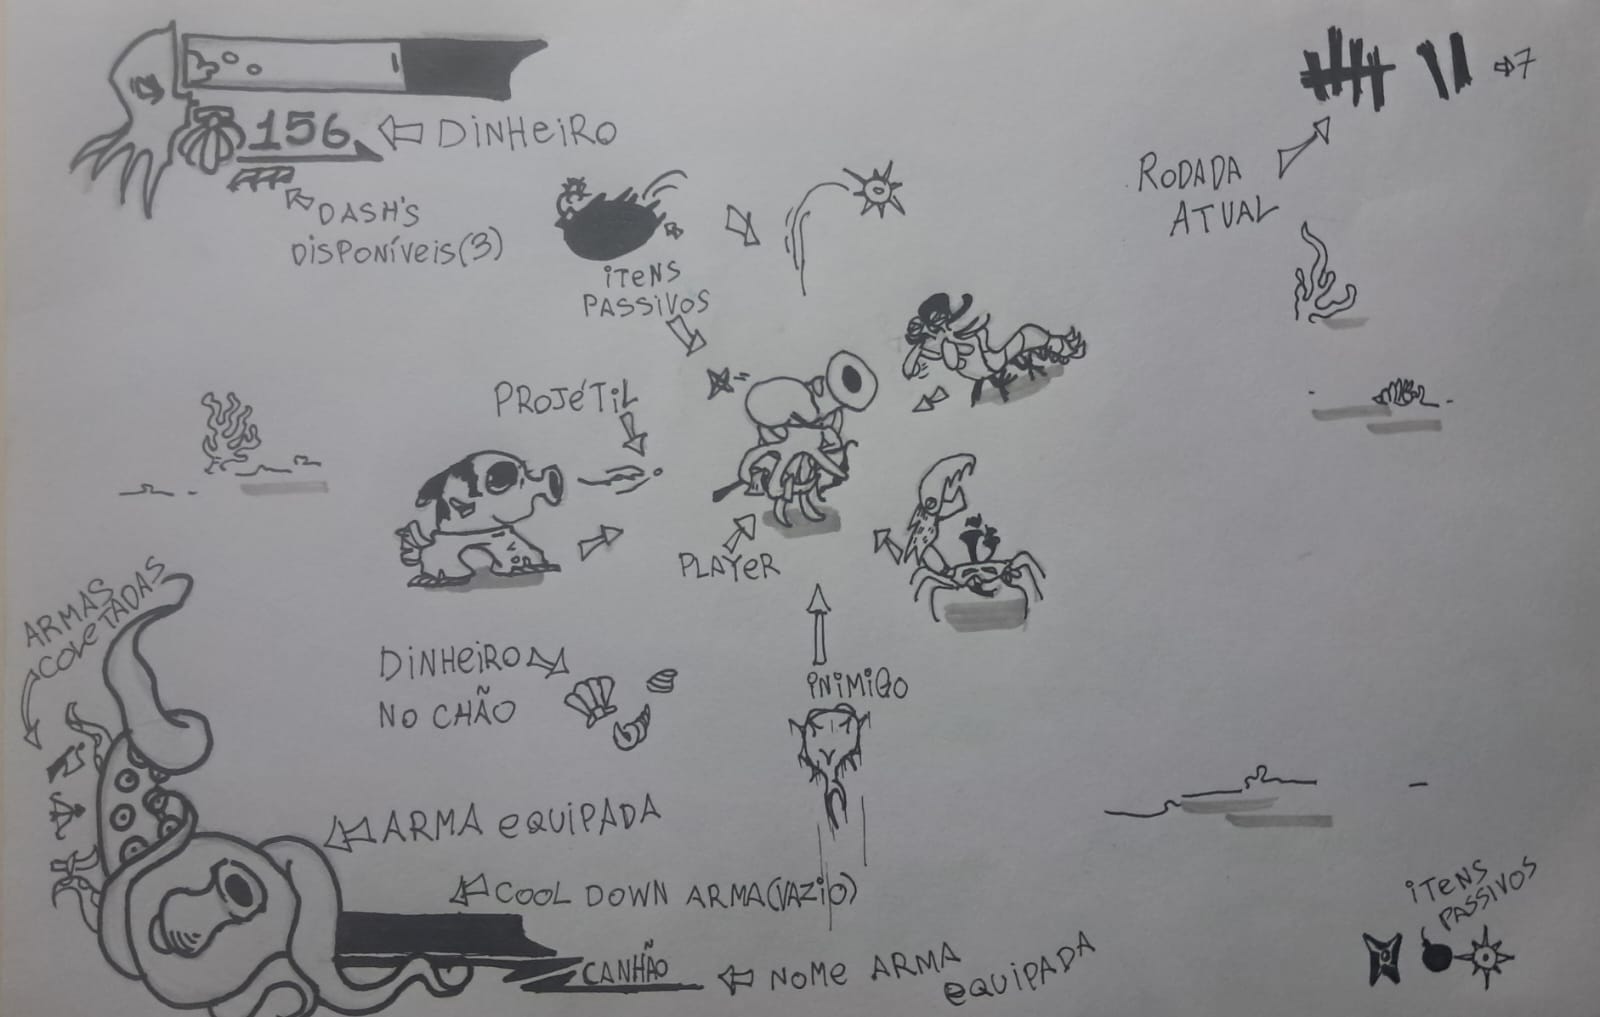 156
DINHEIRO
DASH'S
DISPONÍVEIS(3)
7
RODADA
ATUAL
ITENS
PASSIVOS
PROJÉTIL
PLAYER
ARMAS
COLETADAS
DINHEIRO
NO CHÃO
INIMIGO
ARMA EQUIPADA
COOL DOWN ARMA(VAZIO)
CANHÃO
NOME ARMA
EQUIPADA
ITENS
PASSIVOS